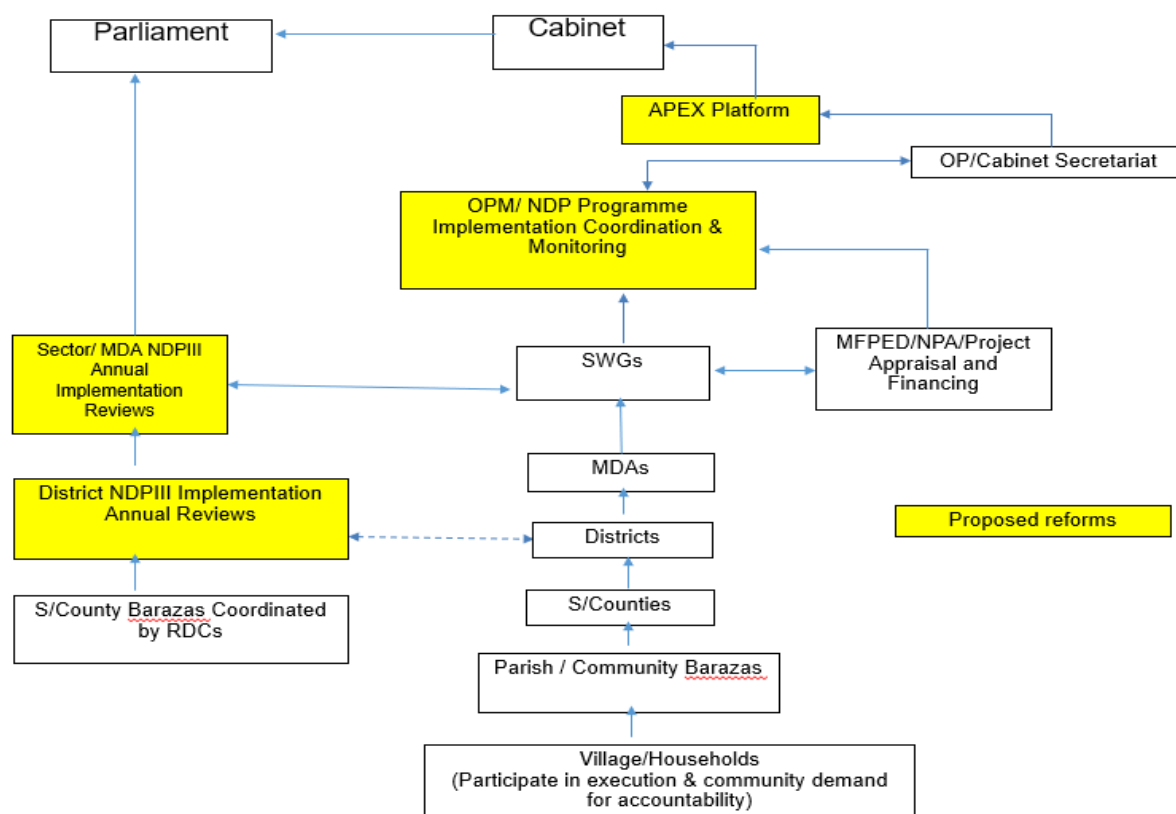 Parliament
Cabinet
APEX Platform
OP/Cabinet Secretariat
OPM/ NDP Programme
Implementation Coordination &
Monitoring
Sector/ MDA NDPIII
Annual
Implementation
Reviews
SWGs
MFPED/NPA/Project
Appraisal and
Financing
MDAs
District NDPIII Implementation
Annual Reviews
Proposed reforms
Districts
S/County Barazas Coordinated
by RDCs
S/Counties
Parish / Community Barazas
Village/Households
(Participate in execution & community demand
for accountability)